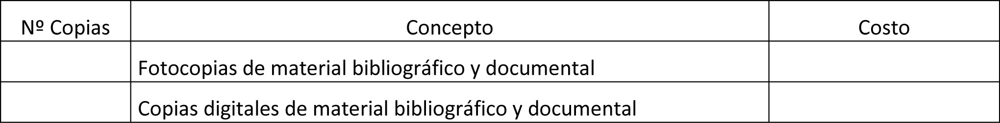 Nº Copias Concepto Costo
Fotocopias de material bibliográfico y documental
Copias digitales de material bibliográfico y documental